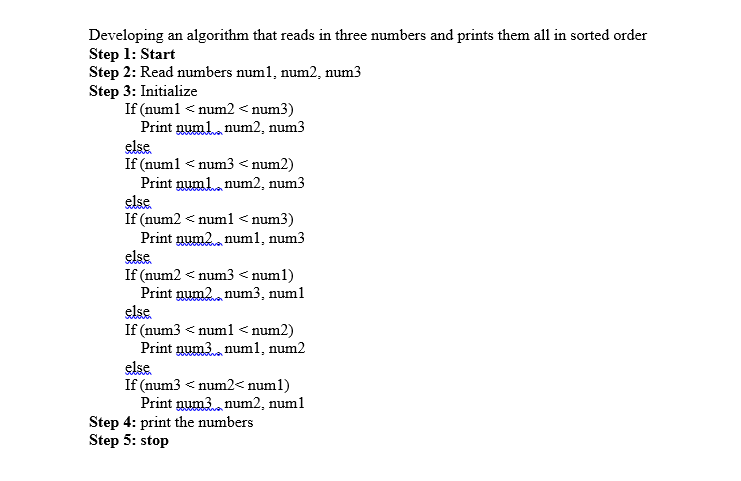 Developing an algorithm that reads in three numbers and prints them all in sorted order
Step 1: Start
Step 2: Read numbers num1, num2, num3
Step 3: Initialize
If (num1 < num2 < num3)
Print num1 , num2, num3
else
If (num1 < num3 < num2)
Print num1 , num2, num3
else
If (num2 < num1 < num3)
Print num2 , num1, num3
else
If (num2 < num3 < num1)
Print num2 , num3, num1
else
If (num3 < num1 < num2)
Print num3 , num1, num2
else
If (num3 < num2< num1)
Print num3 , num2, num1
Step 4: print the numbers
Step 5: stop